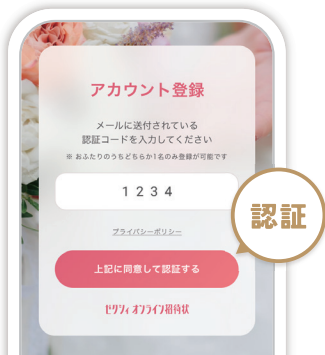 アカウント登録
メールに送付されている
認証コードを入力してください
※ おふたりのうちどちらか1名のみ登録が可能です
1234
認証
プライバシーポリシー
上記に同意して認証する
ゼクシィ オンライン招待状